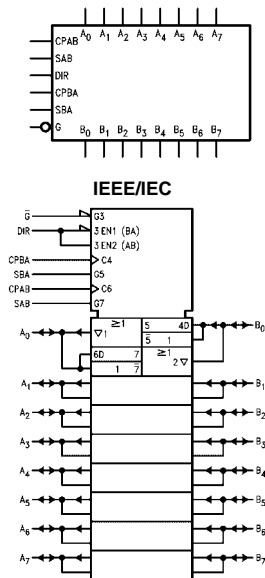 A0 A1 A2 A3 A4 A5 A6 A7
CPAB
SAB
DIR
CPBA
SBA
G
B0 B1 B2 B3 B4 B5 B6 B7
IEEE/IEC
G̅ G3
DIR 3 EN1 (BA)
3 EN2 (AB)
CPBA C4
SBA G5
CPAB C6
SAB G7
A0 ≥1 5 4D B0
▽1 5̅ 1
6D 7 ≥1
1 7̅ 2▽
A1 B1
A2 B2
A3 B3
A4 B4
A5 B5
A6 B6
A7 B7